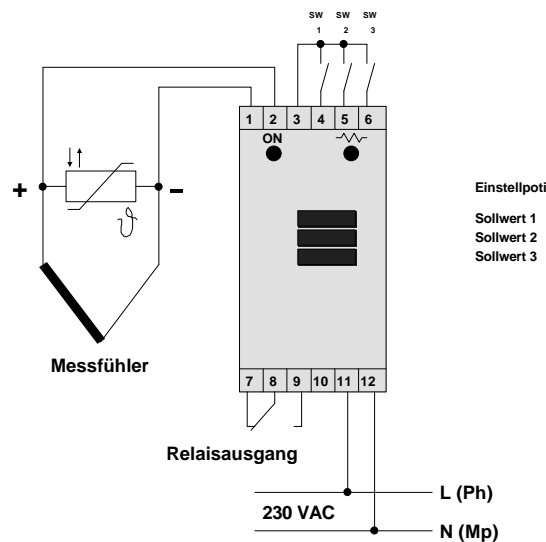 SW SW SW
1 2 3
1 2 3 4 5 6
ON
+ -
ϑ
Einstellpoti
Sollwert 1
Sollwert 2
Sollwert 3
Messfühler
7 8 9 10 11 12
Relaisausgang
L (Ph)
230 VAC
N (Mp)